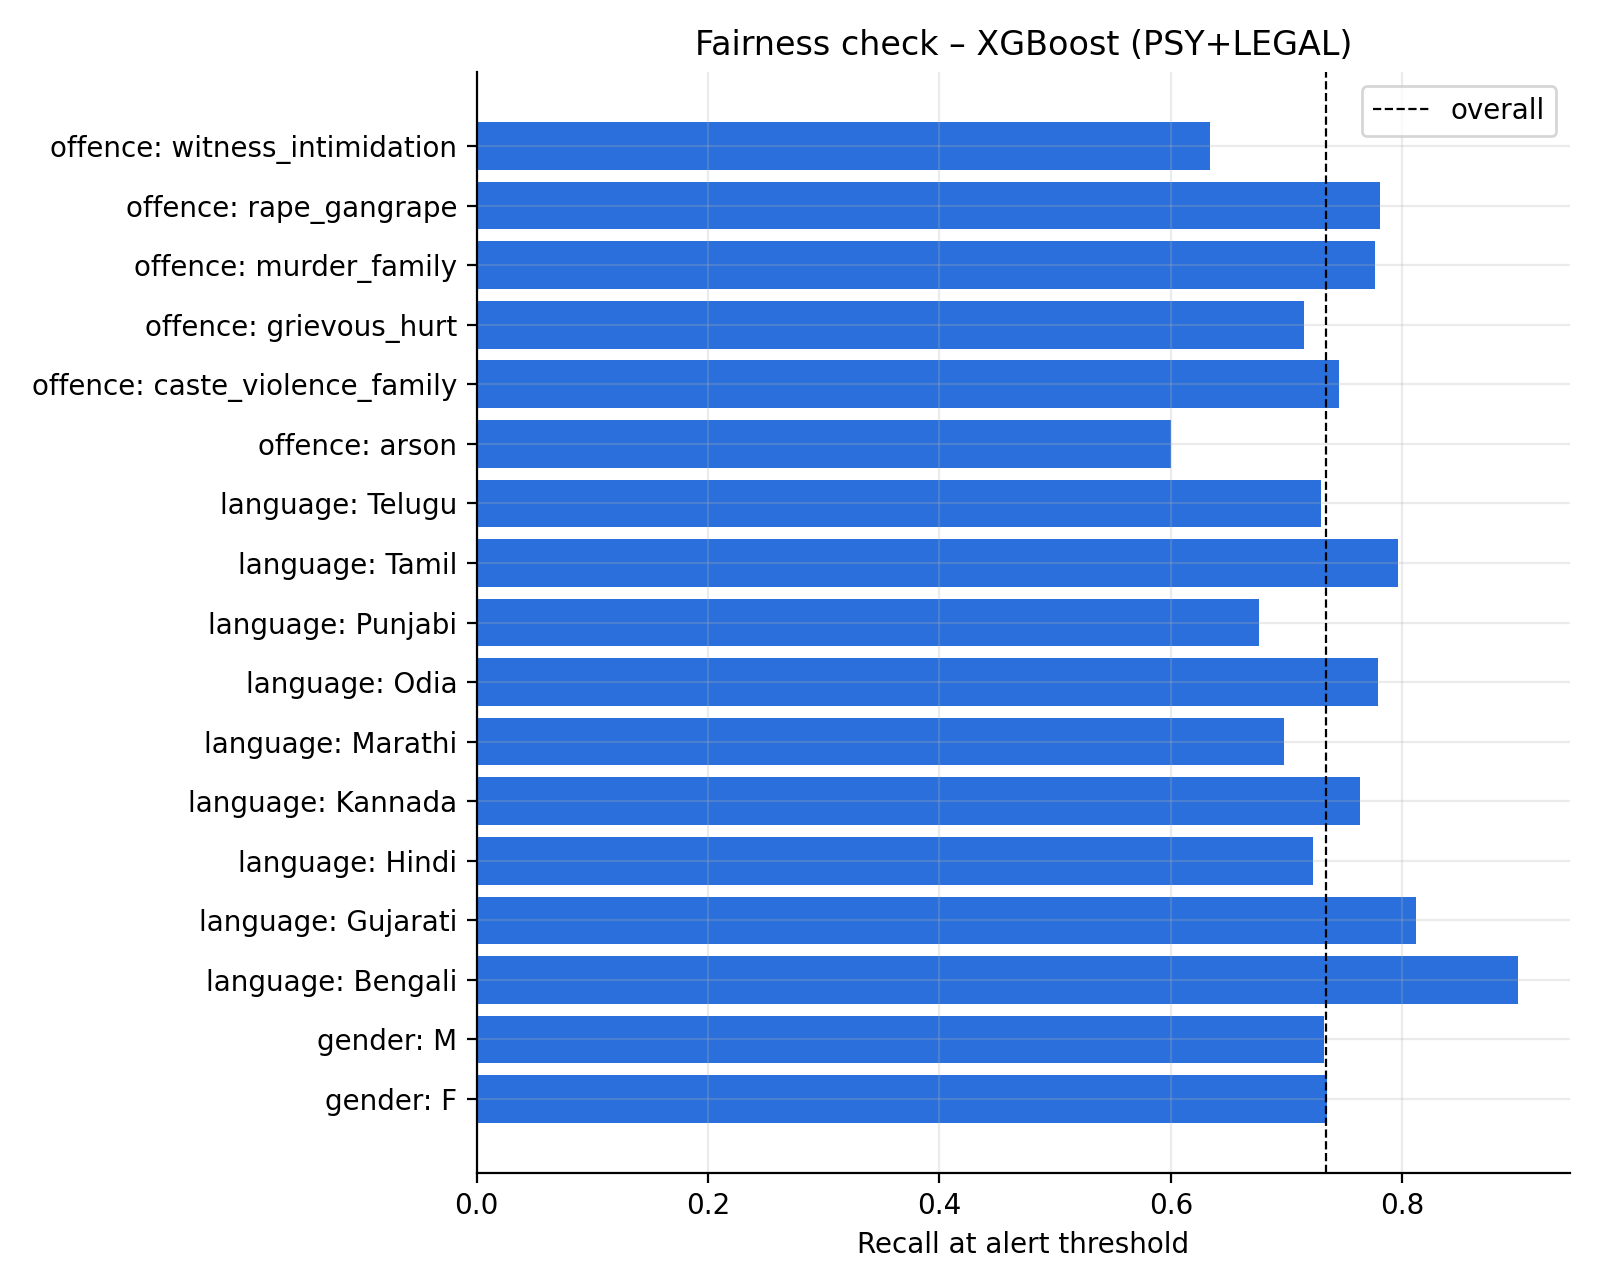 Fairness check – XGBoost (PSY+LEGAL)
overall
offence: witness_intimidation
offence: rape_gangrape
offence: murder_family
offence: grievous_hurt
offence: caste_violence_family
offence: arson
language: Telugu
language: Tamil
language: Punjabi
language: Odia
language: Marathi
language: Kannada
language: Hindi
language: Gujarati
language: Bengali
gender: M
gender: F
0.0 0.2 0.4 0.6 0.8
Recall at alert threshold